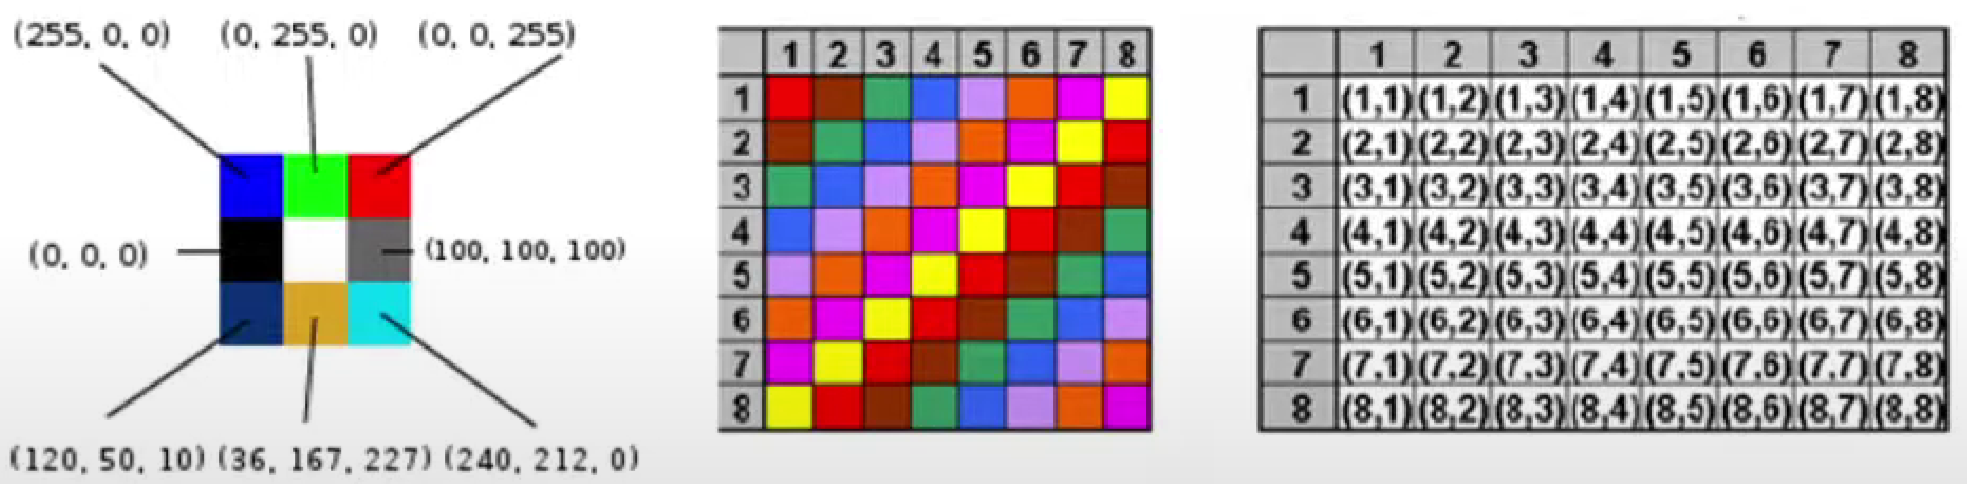 (255, 0, 0) (0, 255, 0) (0, 0, 255)
(0, 0, 0) (100, 100, 100)
(120, 50, 10) (36, 167, 227) (240, 212, 0)
1 2 3 4 5 6 7 8
1
2
3
4
5
6
7
8
1 2 3 4 5 6 7 8
1 (1,1) (1,2) (1,3) (1,4) (1,5) (1,6) (1,7) (1,8)
2 (2,1) (2,2) (2,3) (2,4) (2,5) (2,6) (2,7) (2,8)
3 (3,1) (3,2) (3,3) (3,4) (3,5) (3,6) (3,7) (3,8)
4 (4,1) (4,2) (4,3) (4,4) (4,5) (4,6) (4,7) (4,8)
5 (5,1) (5,2) (5,3) (5,4) (5,5) (5,6) (5,7) (5,8)
6 (6,1) (6,2) (6,3) (6,4) (6,5) (6,6) (6,7) (6,8)
7 (7,1) (7,2) (7,3) (7,4) (7,5) (7,6) (7,7) (7,8)
8 (8,1) (8,2) (8,3) (8,4) (8,5) (8,6) (8,7) (8,8)